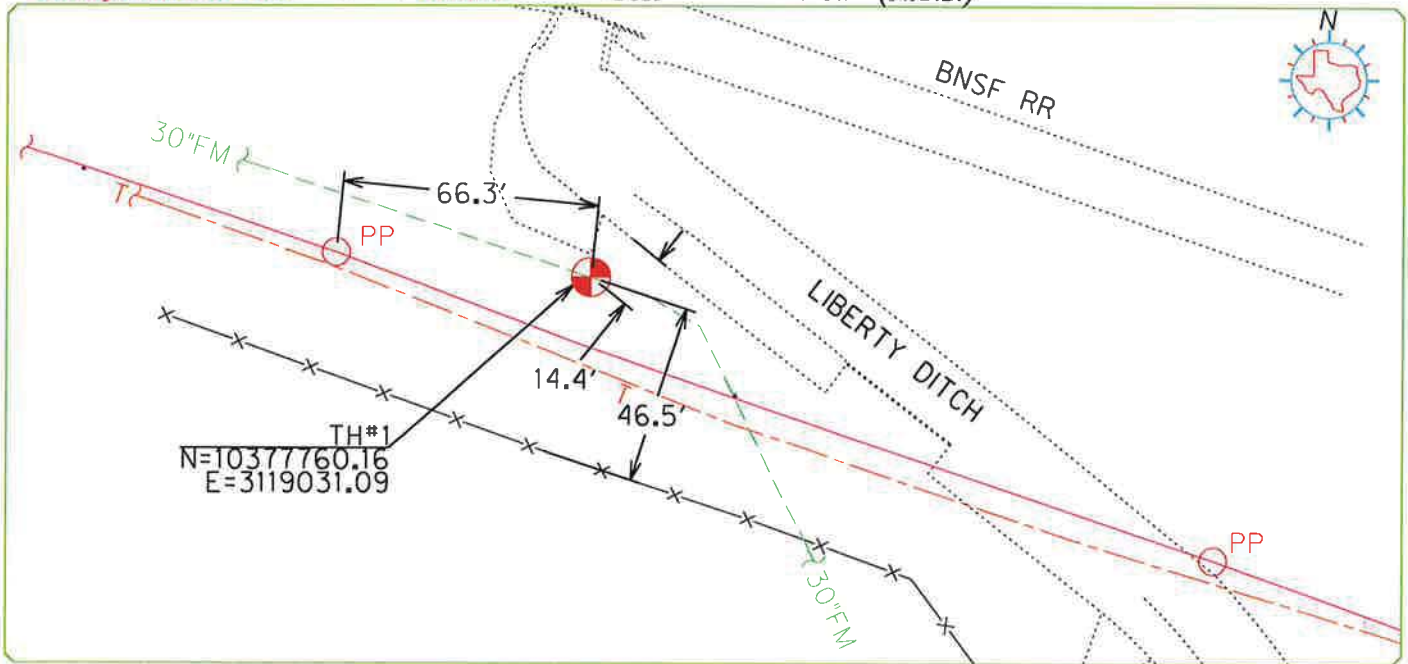 N
BNSF RR
30"FM
66.3'
T
PP
LIBERTY DITCH
14.4'
T
46.5'
TH#1
N=10377760.16
E=3119031.09
PP
30"FM